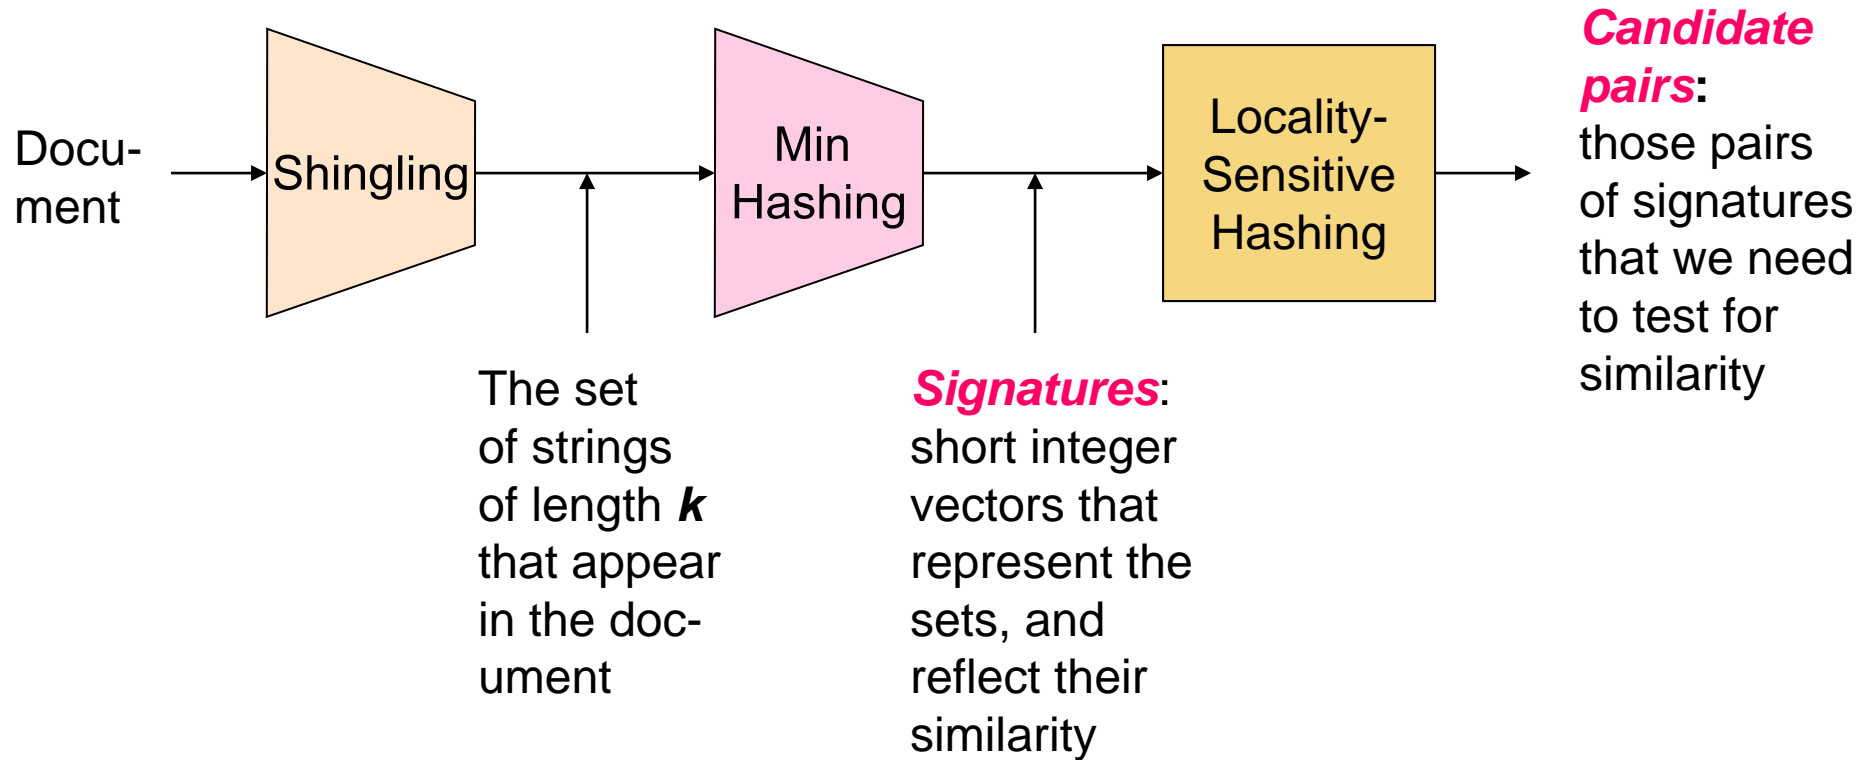 Docu-
ment
Shingling
The set
of strings
of length k
that appear
in the doc-
ument
Min
Hashing
Signatures:
short integer
vectors that
represent the
sets, and
reflect their
similarity
Locality-
Sensitive
Hashing
Candidate
pairs:
those pairs
of signatures
that we need
to test for
similarity